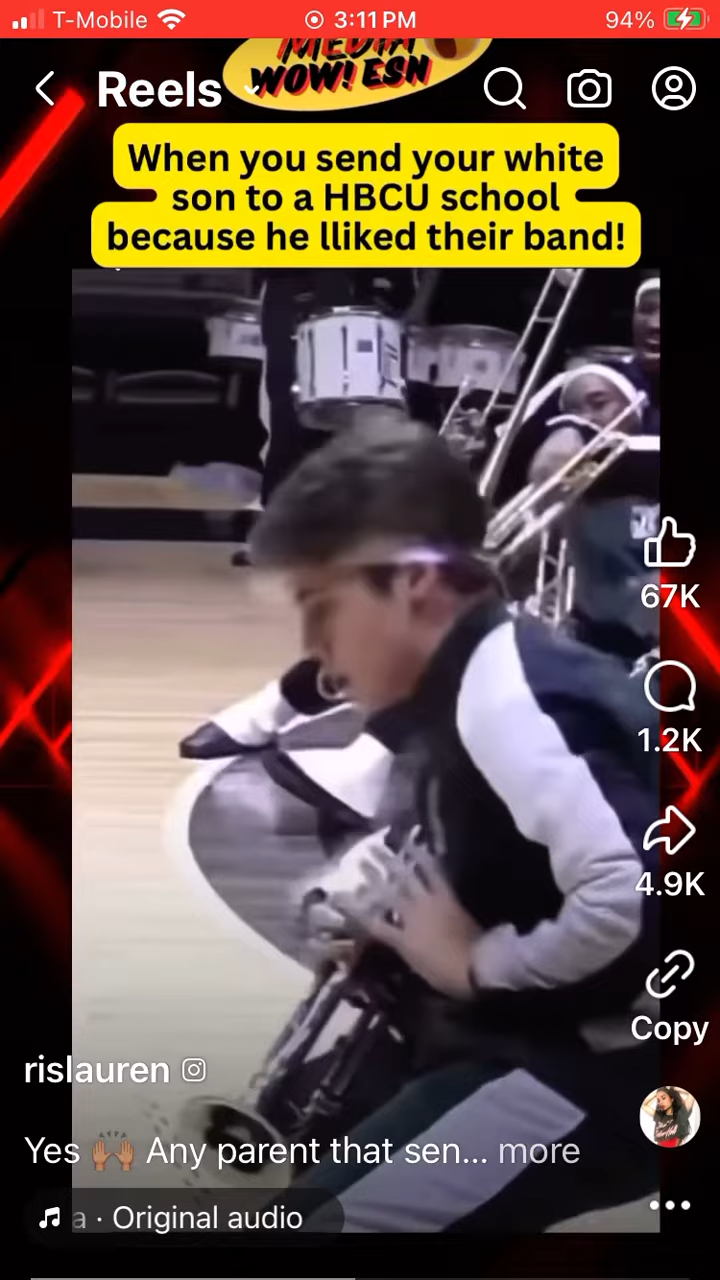 T-Mobile
3:11 PM
94%
MEDIA
WOW! ESN
Reels
When you send your white
son to a HBCU school
because he lliked their band!
67K
1.2K
4.9K
Copy
rislauren
Yes 🙌🏽 Any parent that sen... more
a · Original audio